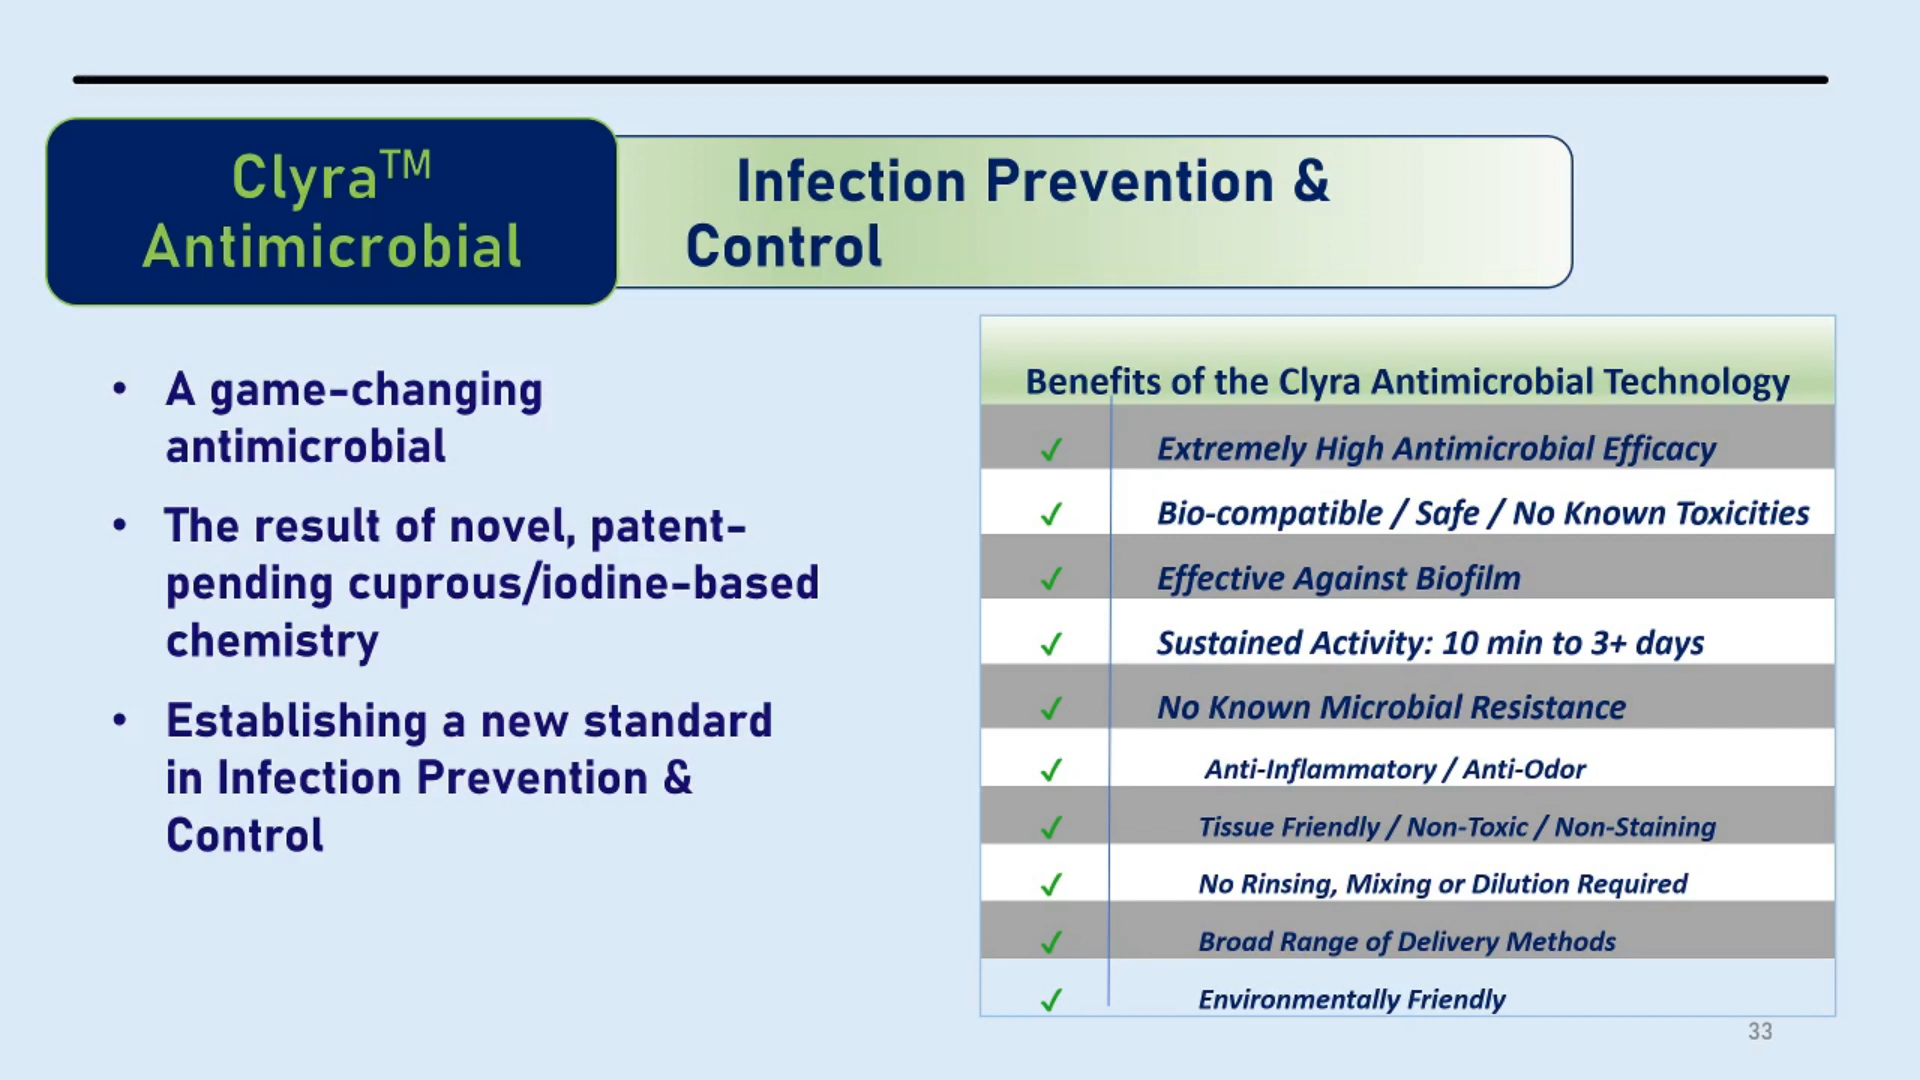 Clyra™
Antimicrobial
Infection Prevention &
Control
• A game-changing
antimicrobial
• The result of novel, patent-
pending cuprous/iodine-based
chemistry
• Establishing a new standard
in Infection Prevention &
Control
Benefits of the Clyra Antimicrobial Technology
✓ Extremely High Antimicrobial Efficacy
✓ Bio-compatible / Safe / No Known Toxicities
✓ Effective Against Biofilm
✓ Sustained Activity: 10 min to 3+ days
✓ No Known Microbial Resistance
✓ Anti-Inflammatory / Anti-Odor
✓ Tissue Friendly / Non-Toxic / Non-Staining
✓ No Rinsing, Mixing or Dilution Required
✓ Broad Range of Delivery Methods
✓ Environmentally Friendly
33